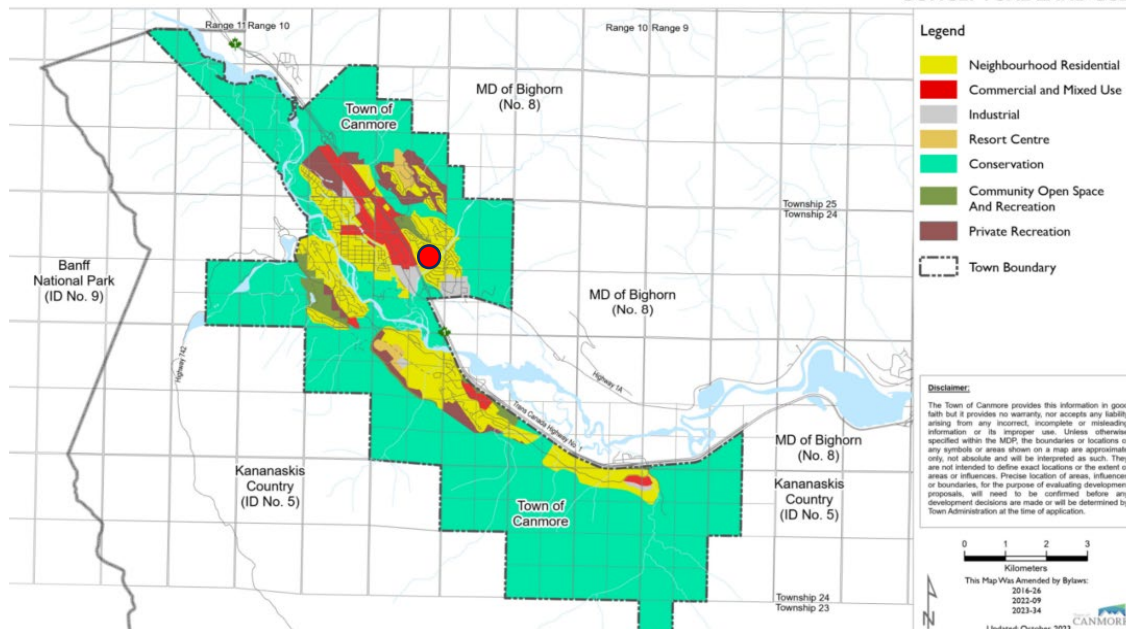 Range 11 Range 10
Range 10 Range 9
Town of
Canmore
MD of Bighorn
(No. 8)
Township 25
Township 24
Banff
National Park
(ID No. 9)
MD of Bighorn
(No. 8)
Highway 742
Highway 1A
Trans Canada Highway No. 1
MD of Bighorn
(No. 8)
Kananaskis
Country
(ID No. 5)
Kananaskis
Country
(ID No. 5)
Town of
Canmore
Township 24
Township 23
Legend
Neighbourhood Residential
Commercial and Mixed Use
Industrial
Resort Centre
Conservation
Community Open Space
And Recreation
Private Recreation
Town Boundary
Disclaimer:
The Town of Canmore provides this information in good
faith but it provides no warranty, nor accepts any liability
arising from any incorrect, incomplete or misleading
information or its improper use. Unless otherwise
specified within the MDP, the boundaries or locations of
any symbols or areas shown on a map are approximate
only, not absolute and will be interpreted as such. They
are not intended to define exact locations or the extent of
areas or influences. Precise location of areas, influences
or boundaries, for the purpose of evaluating development
proposals, will need to be confirmed before any
development decisions are made or will be determined by
Town Administration at the time of application.
0 1 2 3
Kilometers
This Map Was Amended by Bylaws:
2016-26
2022-09
2023-34
Updated: October 2023
N
CANMORE